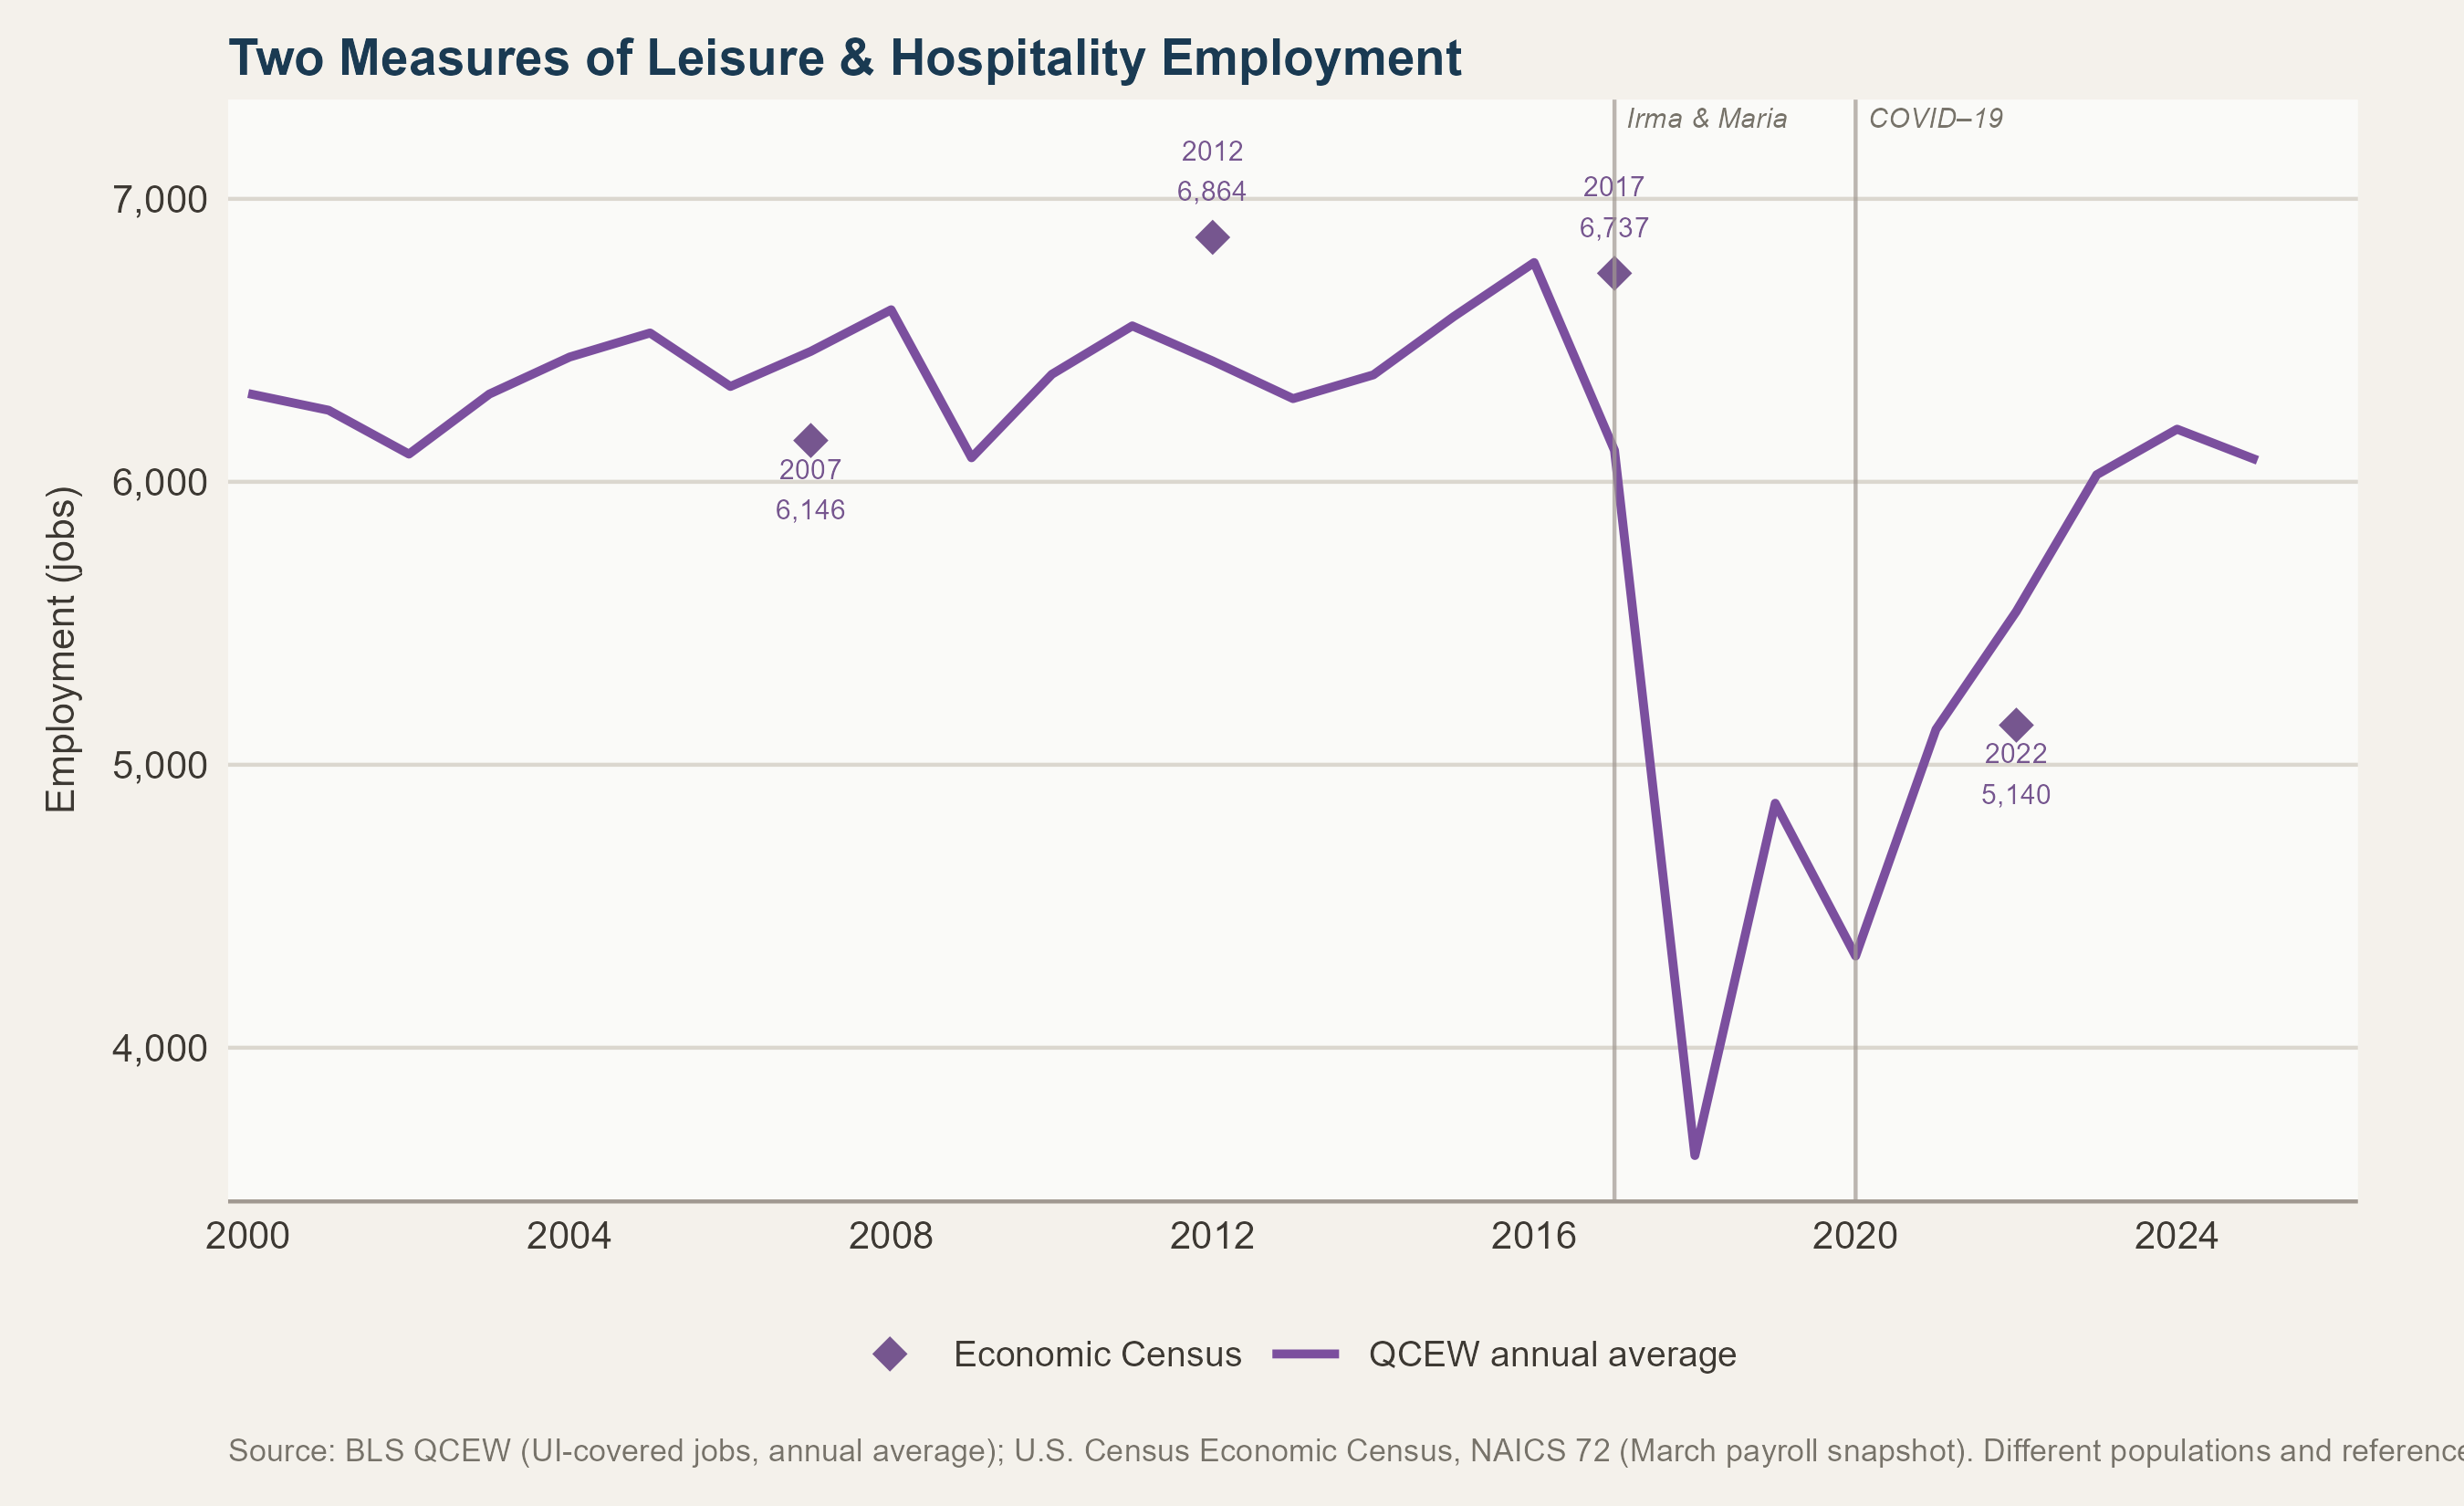 Two Measures of Leisure & Hospitality Employment
Irma & Maria
COVID–19
2012
6,864
2017
6,737
7,000
2007
6,146
6,000
2022
5,140
5,000
4,000
Employment (jobs)
2000 2004 2008 2012 2016 2020 2024
Economic Census
QCEW annual average
Source: BLS QCEW (UI-covered jobs, annual average); U.S. Census Economic Census, NAICS 72 (March payroll snapshot). Different populations and reference